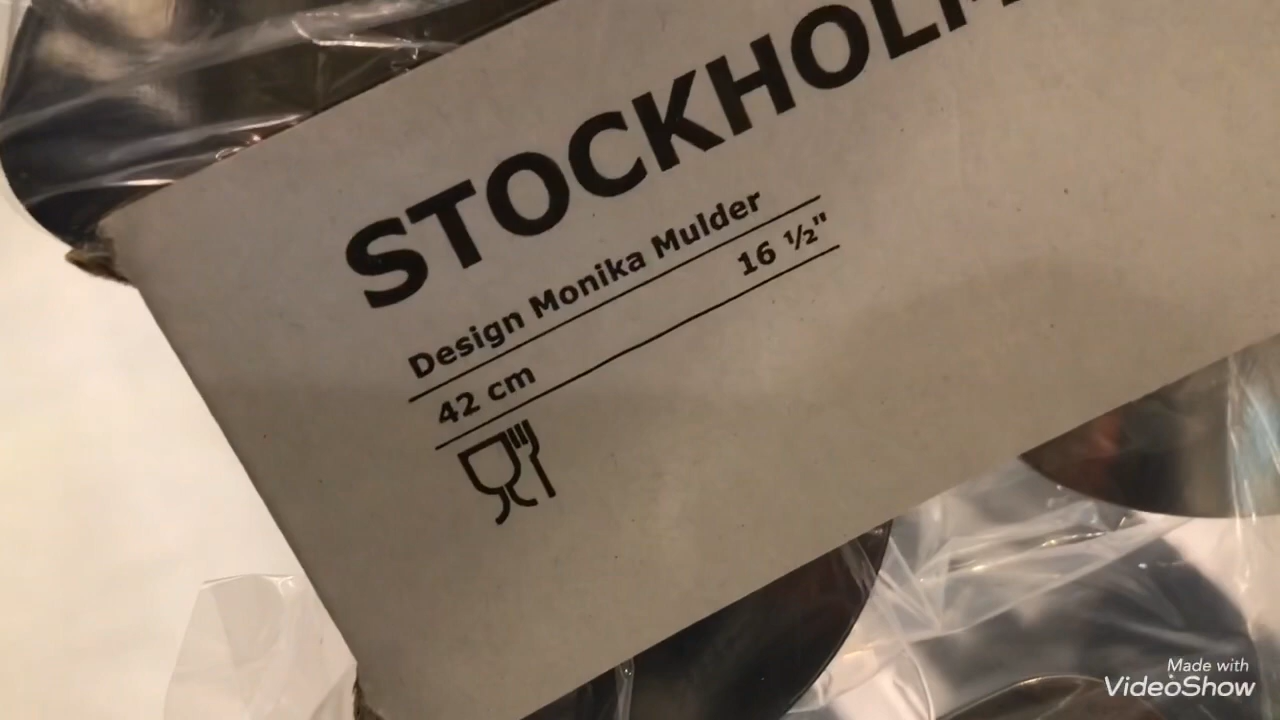 STOCKHOLM
Design Monika Mulder
42 cm 16 ½"
Made with
VideoShow